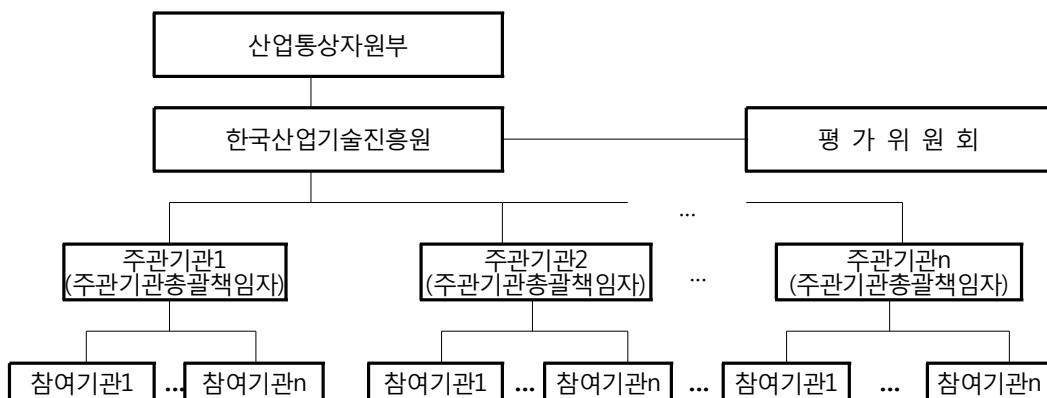 산업통상자원부
한국산업기술진흥원
평 가 위 원 회
...
주관기관1
(주관기관총괄책임자)
주관기관2
(주관기관총괄책임자)
...
주관기관n
(주관기관총괄책임자)
참여기관1 ... 참여기관n 참여기관1 ... 참여기관n ... 참여기관1 ... 참여기관n